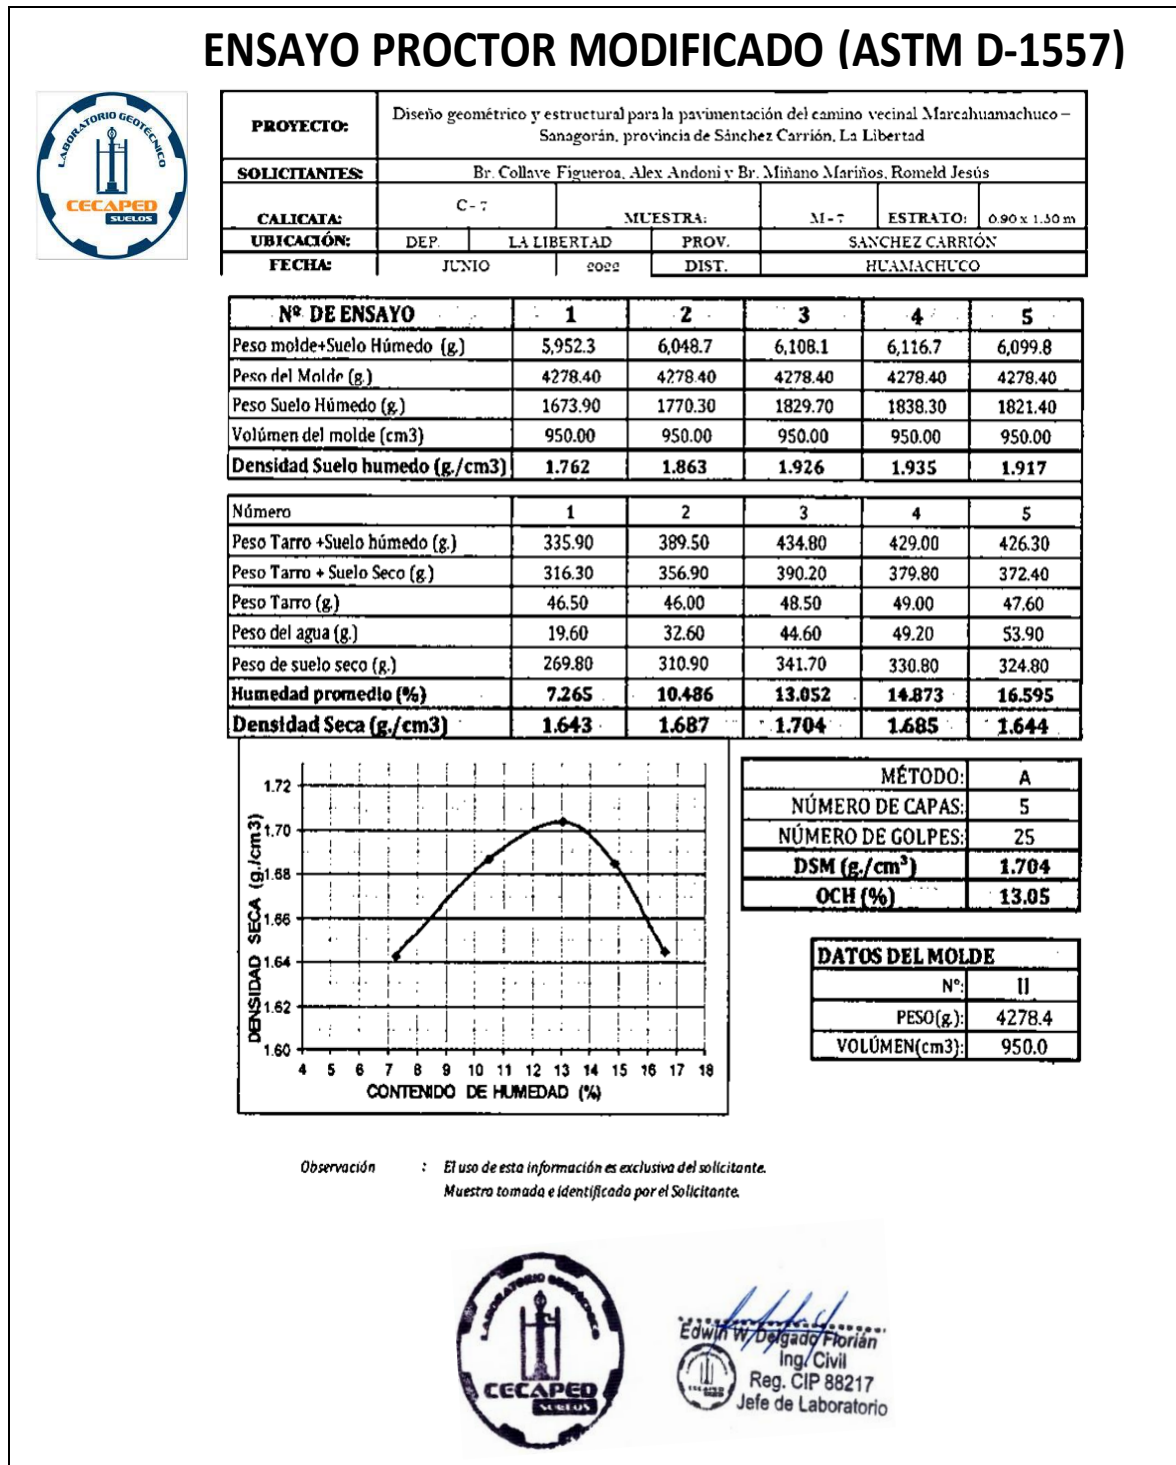 ENSAYO PROCTOR MODIFICADO (ASTM D-1557)
LABORATORIO GEOTÉCNICO
CECAPED
SUELOS
PROYECTO: Diseño geométrico y estructural para la pavimentación del camino vecinal Marcahuamachuco –
Sanagorán, provincia de Sánchez Carrión, La Libertad
SOLICITANTES: Br. Collave Figueroa, Alex Andoni y Br. Miñano Mariños, Romeld Jesús
CALICATA: C - 7 MUESTRA: M - 7 ESTRATO: 0.90 x 1.50 m
UBICACIÓN: DEP. LA LIBERTAD PROV. SANCHEZ CARRIÓN
FECHA: JUNIO 2022 DIST. HUAMACHUCO
Nº DE ENSAYO 1 2 3 4 5
Peso molde+Suelo Húmedo (g.) 5,952.3 6,048.7 6,108.1 6,116.7 6,099.8
Peso del Molde (g.) 4278.40 4278.40 4278.40 4278.40 4278.40
Peso Suelo Húmedo (g.) 1673.90 1770.30 1829.70 1838.30 1821.40
Volúmen del molde (cm3) 950.00 950.00 950.00 950.00 950.00
Densidad Suelo humedo (g./cm3) 1.762 1.863 1.926 1.935 1.917
Número 1 2 3 4 5
Peso Tarro +Suelo húmedo (g.) 335.90 389.50 434.80 429.00 426.30
Peso Tarro + Suelo Seco (g.) 316.30 356.90 390.20 379.80 372.40
Peso Tarro (g.) 46.50 46.00 48.50 49.00 47.60
Peso del agua (g.) 19.60 32.60 44.60 49.20 53.90
Peso de suelo seco (g.) 269.80 310.90 341.70 330.80 324.80
Humedad promedio (%) 7.265 10.486 13.052 14.873 16.595
Densidad Seca (g./cm3) 1.643 1.687 1.704 1.685 1.644
DENSIDAD SECA (g./cm3)
1.72
1.70
1.68
1.66
1.64
1.62
1.60
4 5 6 7 8 9 10 11 12 13 14 15 16 17 18
CONTENIDO DE HUMEDAD (%)
MÉTODO: A
NÚMERO DE CAPAS: 5
NÚMERO DE GOLPES: 25
DSM (g./cm³) 1.704
OCH (%) 13.05
DATOS DEL MOLDE
Nº: II
PESO(g.): 4278.4
VOLÚMEN(cm3): 950.0
Observación : El uso de esta información es exclusiva del solicitante.
Muestra tomada e identificada por el Solicitante.
LABORATORIO GEOTÉCNICO
CECAPED
SUELOS
Edwin W. Delgado Florián
Ing. Civil
Reg. CIP 88217
Jefe de Laboratorio